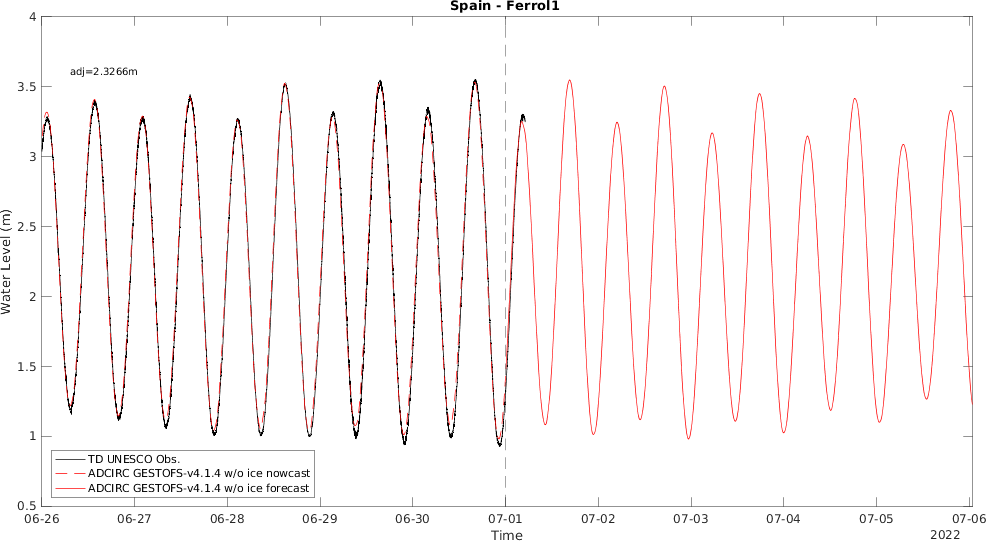 Spain - Ferrol1
adj=2.3266m
4
3.5
3
2.5
2
1.5
1
0.5
Water Level (m)
TD UNESCO Obs.
ADCIRC GESTOFS-v4.1.4 w/o ice nowcast
ADCIRC GESTOFS-v4.1.4 w/o ice forecast
06-26 06-27 06-28 06-29 06-30 07-01 07-02 07-03 07-04 07-05 07-06
Time
2022